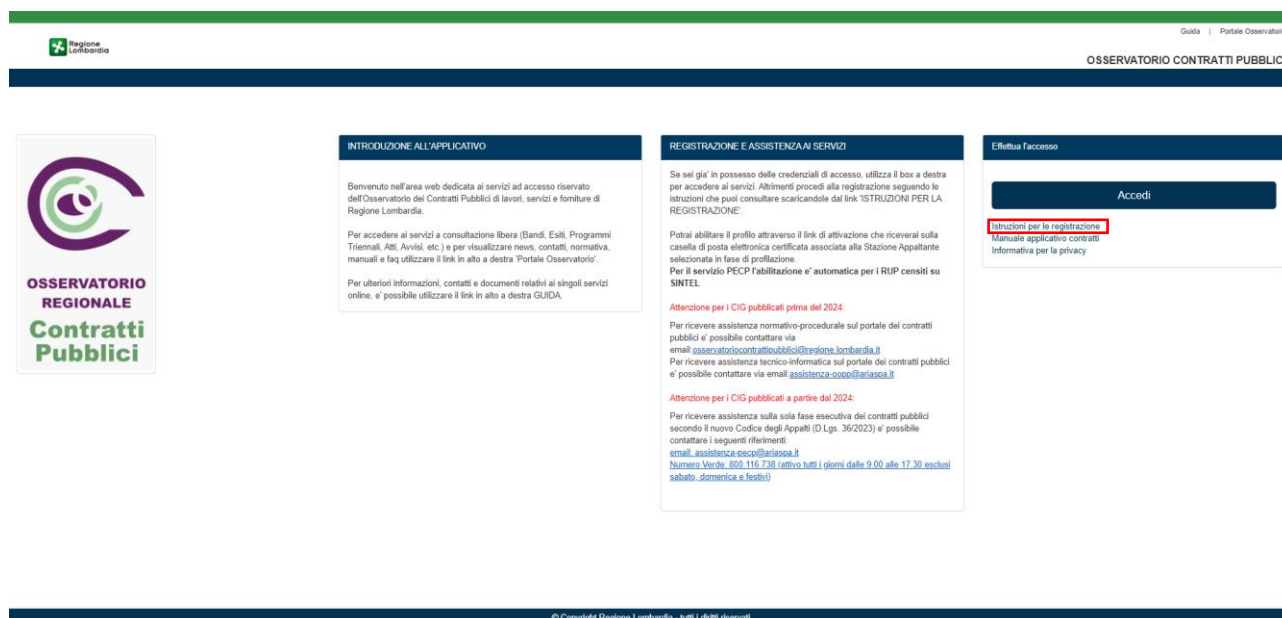 Guida | Portale Osservatori
Regione
Lombardia
OSSERVATORIO CONTRATTI PUBBLIC
OSSERVATORIO
REGIONALE
Contratti
Pubblici
INTRODUZIONE ALL'APPLICATIVO
Benvenuto nell'area web dedicata ai servizi ad accesso riservato
dell'Osservatorio dei Contratti Pubblici di lavori, servizi e forniture di
Regione Lombardia.
Per accedere ai servizi a consultazione libera (Bandi, Esiti, Programmi
Triennali, Atti, Avvisi, etc.) e per visualizzare news, contatti, normativa,
manuali e faq utilizzare il link in alto a destra 'Portale Osservatorio'.
Per ulteriori informazioni, contatti e documenti relativi ai singoli servizi
online, e' possibile utilizzare il link in alto a destra GUIDA.
REGISTRAZIONE E ASSISTENZA AI SERVIZI
Se sei gia' in possesso delle credenziali di accesso, utilizza il box a destra
per accedere ai servizi. Altrimenti procedi alla registrazione seguendo le
istruzioni che puoi consultare scaricandole dal link 'ISTRUZIONI PER LA
REGISTRAZIONE'.
Potrai abilitare il profilo attraverso il link di attivazione che riceverai sulla
casella di posta elettronica certificata associata alla Stazione Appaltante
selezionata in fase di profilazione.
Per il servizio PECP l'abilitazione e' automatica per i RUP censiti su
SINTEL
Attenzione per i CIG pubblicati prima del 2024:
Per ricevere assistenza normativo-procedurale sul portale dei contratti
pubblici e' possibile contattare via
email:osservatoriocontrattipubblici@regione.lombardia.it
Per ricevere assistenza tecnico-informatica sul portale dei contratti pubblici
e' possibile contattare via email:assistenza-oopp@ariaspa.it
Attenzione per i CIG pubblicati a partire dal 2024:
Per ricevere assistenza sulla sola fase esecutiva dei contratti pubblici
secondo il nuovo Codice degli Appalti (D.Lgs. 36/2023) e' possibile
contattare i seguenti riferimenti:
email: assistenza-pecp@ariaspa.it
Numero Verde: 800.116.738 (attivo tutti i giorni dalle 9.00 alle 17.30 esclusi
sabato, domenica e festivi)
Effettua l'accesso
Accedi
Istruzioni per le registrazione
Manuale applicativo contratti
Informativa per la privacy
© Copyright Regione Lombardia - tutti i diritti riservati